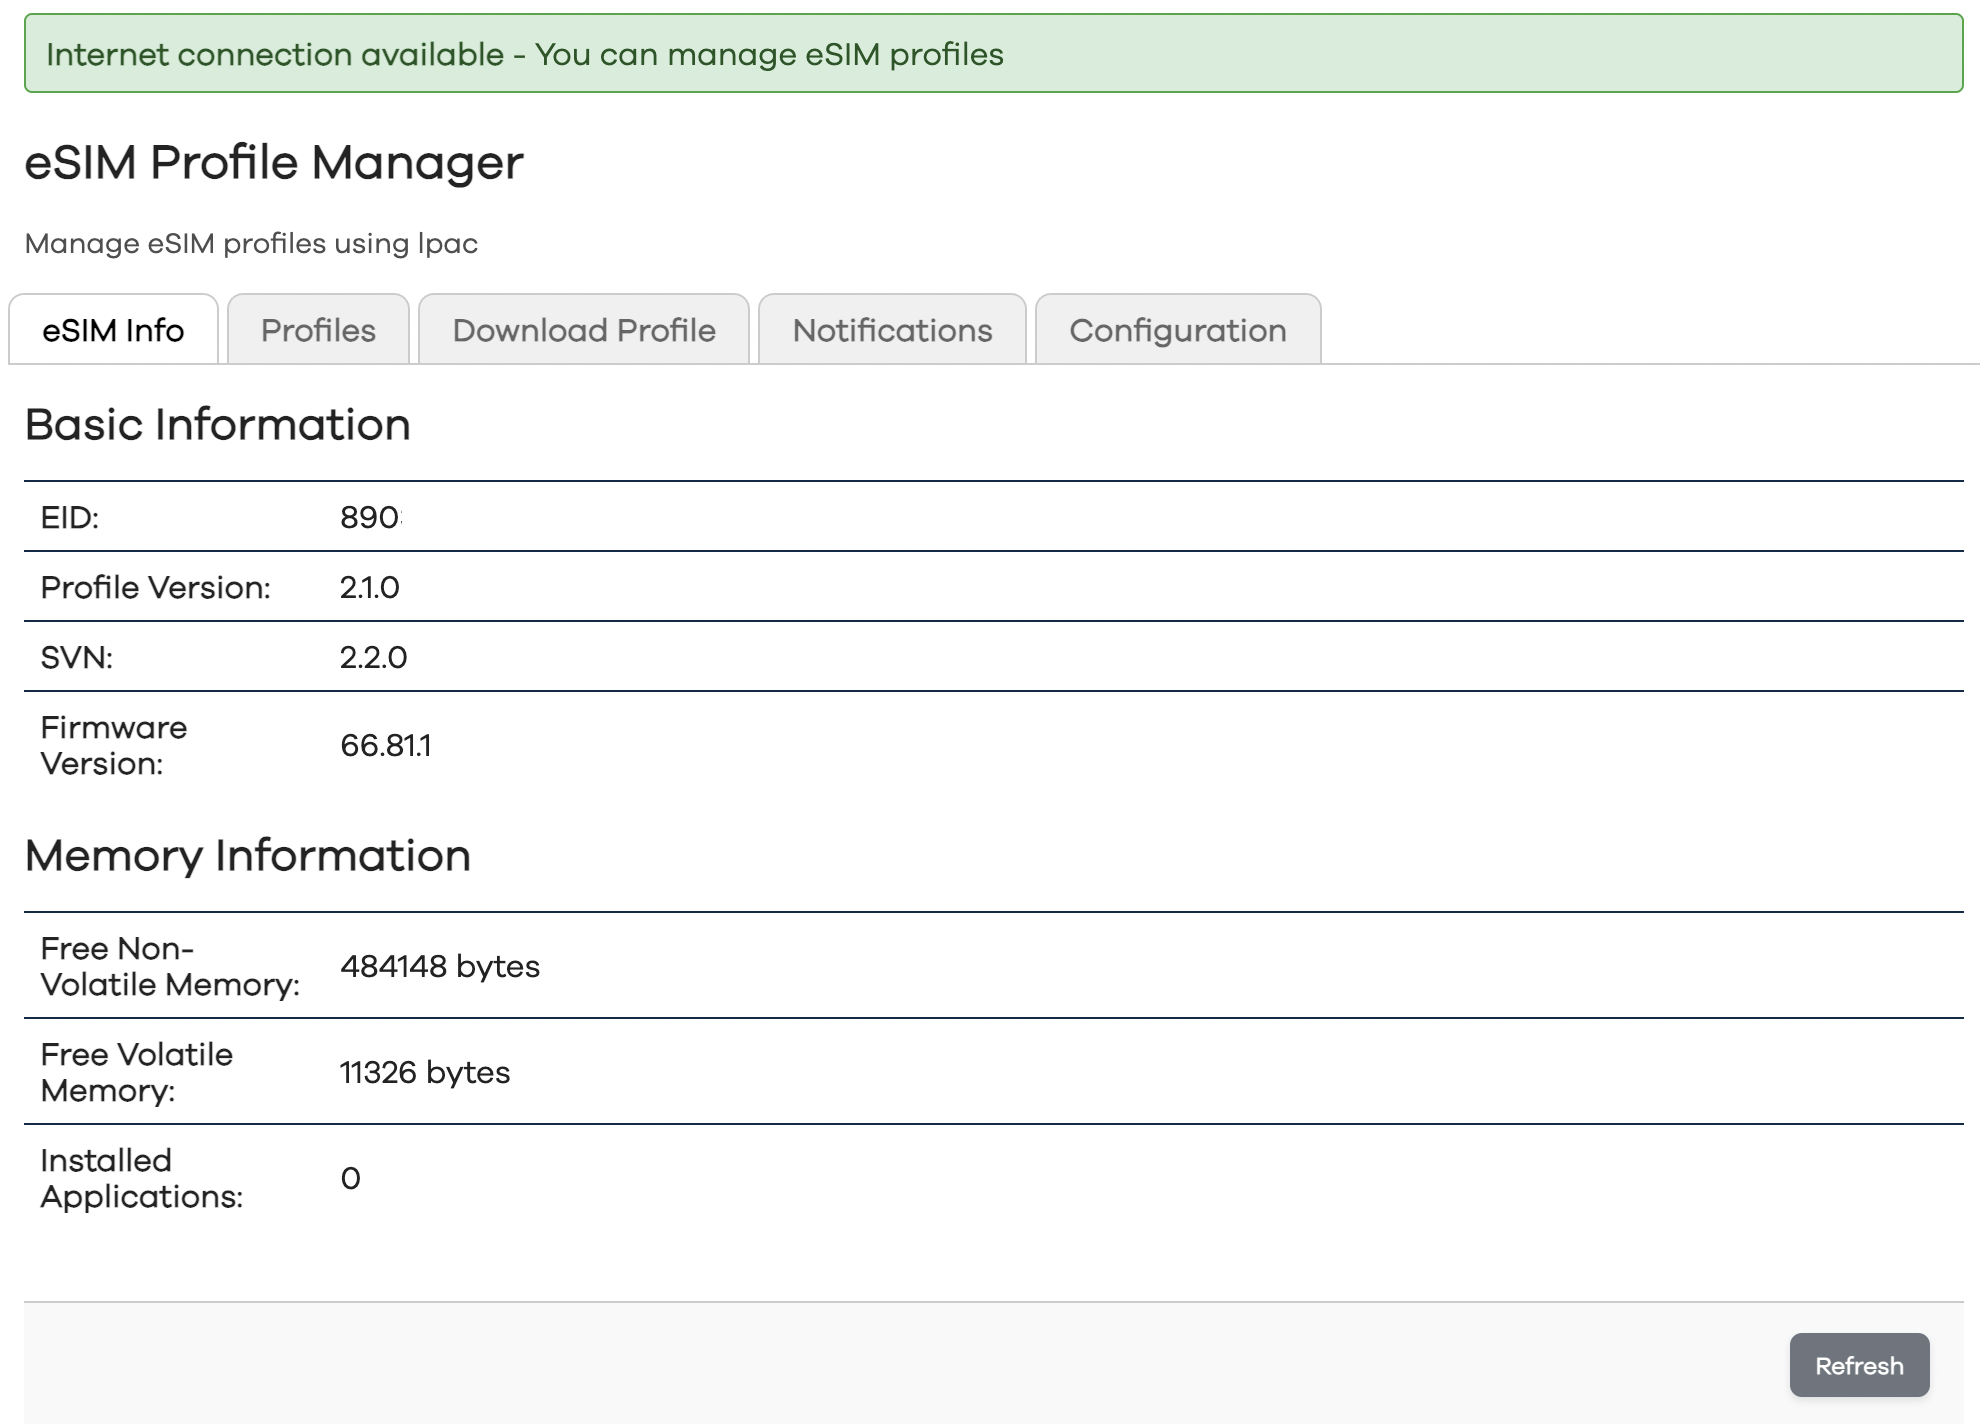 Internet connection available - You can manage eSIM profiles
eSIM Profile Manager
Manage eSIM profiles using lpac
eSIM Info
Profiles
Download Profile
Notifications
Configuration
Basic Information
EID: 890
Profile Version: 2.1.0
SVN: 2.2.0
Firmware
Version:
66.81.1
Memory Information
Free Non-
Volatile Memory:
484148 bytes
Free Volatile
Memory:
11326 bytes
Installed
Applications:
0
Refresh